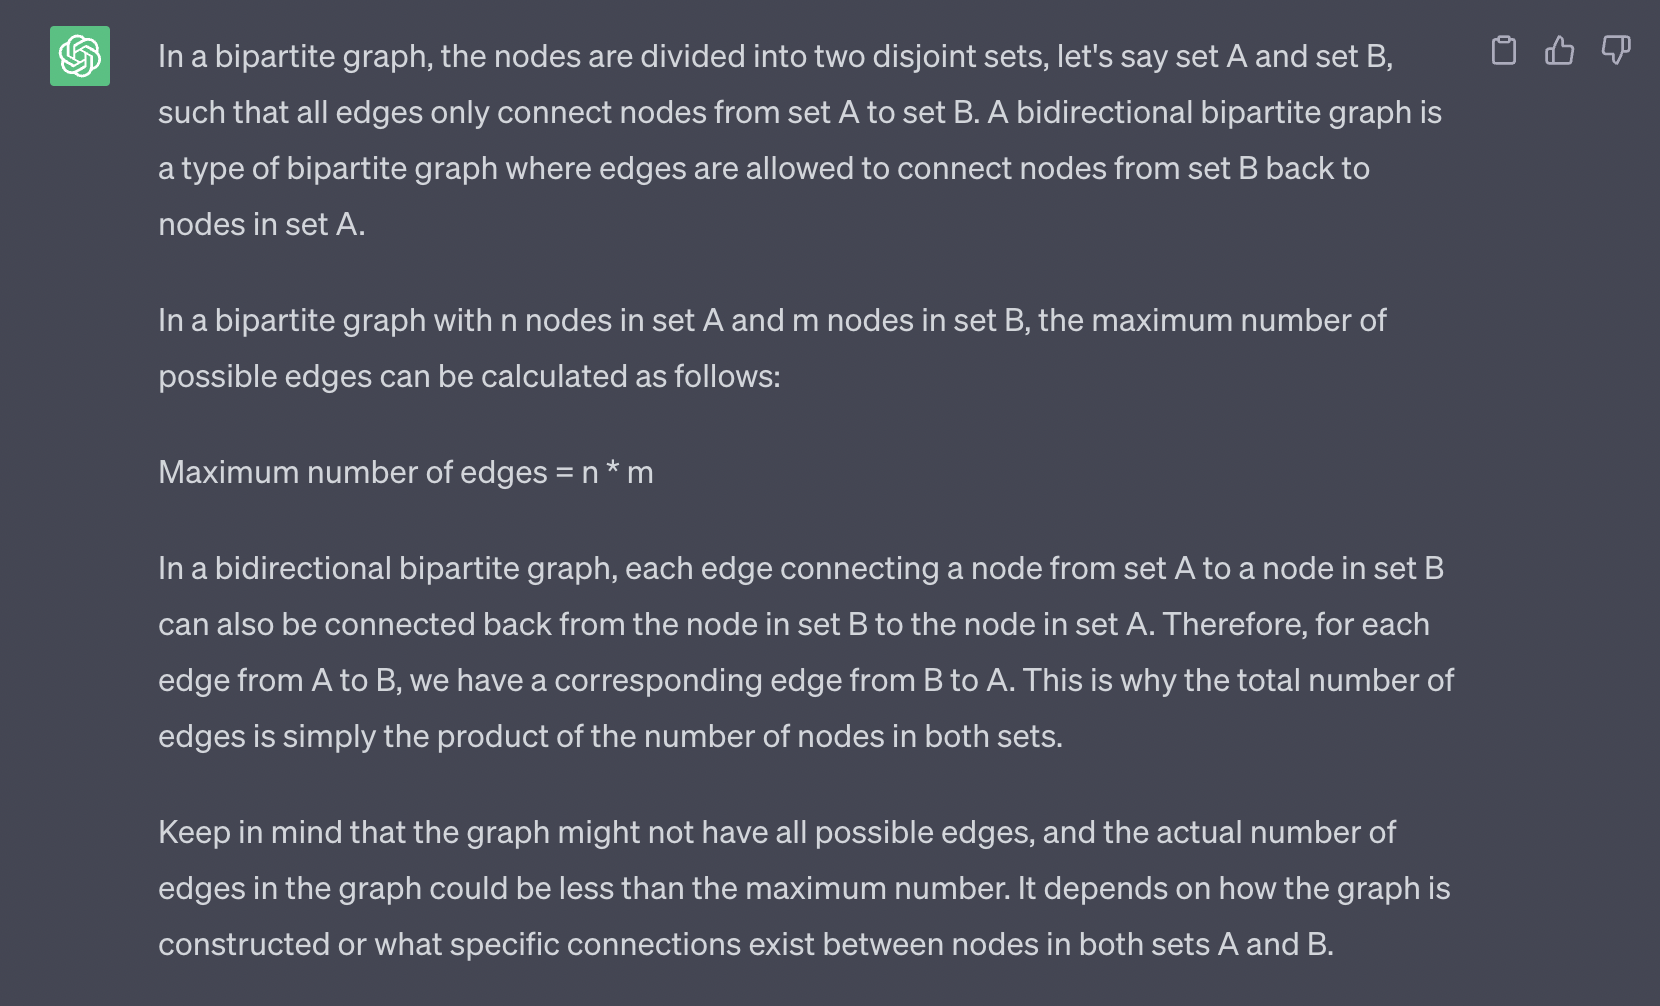 In a bipartite graph, the nodes are divided into two disjoint sets, let's say set A and set B,
such that all edges only connect nodes from set A to set B. A bidirectional bipartite graph is
a type of bipartite graph where edges are allowed to connect nodes from set B back to
nodes in set A.
In a bipartite graph with n nodes in set A and m nodes in set B, the maximum number of
possible edges can be calculated as follows:
Maximum number of edges = n * m
In a bidirectional bipartite graph, each edge connecting a node from set A to a node in set B
can also be connected back from the node in set B to the node in set A. Therefore, for each
edge from A to B, we have a corresponding edge from B to A. This is why the total number of
edges is simply the product of the number of nodes in both sets.
Keep in mind that the graph might not have all possible edges, and the actual number of
edges in the graph could be less than the maximum number. It depends on how the graph is
constructed or what specific connections exist between nodes in both sets A and B.